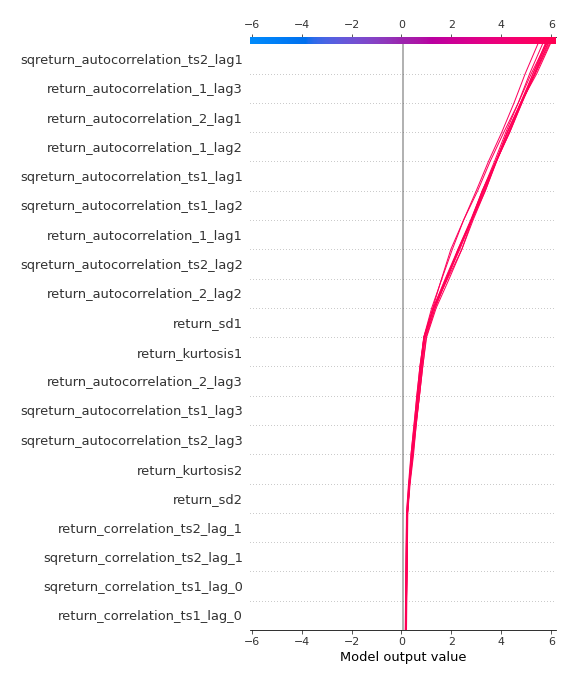 −6 −4 −2 0 2 4 6
sqreturn_autocorrelation_ts2_lag1
return_autocorrelation_1_lag3
return_autocorrelation_2_lag1
return_autocorrelation_1_lag2
sqreturn_autocorrelation_ts1_lag1
sqreturn_autocorrelation_ts1_lag2
return_autocorrelation_1_lag1
sqreturn_autocorrelation_ts2_lag2
return_autocorrelation_2_lag2
return_sd1
return_kurtosis1
return_autocorrelation_2_lag3
sqreturn_autocorrelation_ts1_lag3
sqreturn_autocorrelation_ts2_lag3
return_kurtosis2
return_sd2
return_correlation_ts2_lag_1
sqreturn_correlation_ts2_lag_1
sqreturn_correlation_ts1_lag_0
return_correlation_ts1_lag_0
−6 −4 −2 0 2 4 6
Model output value